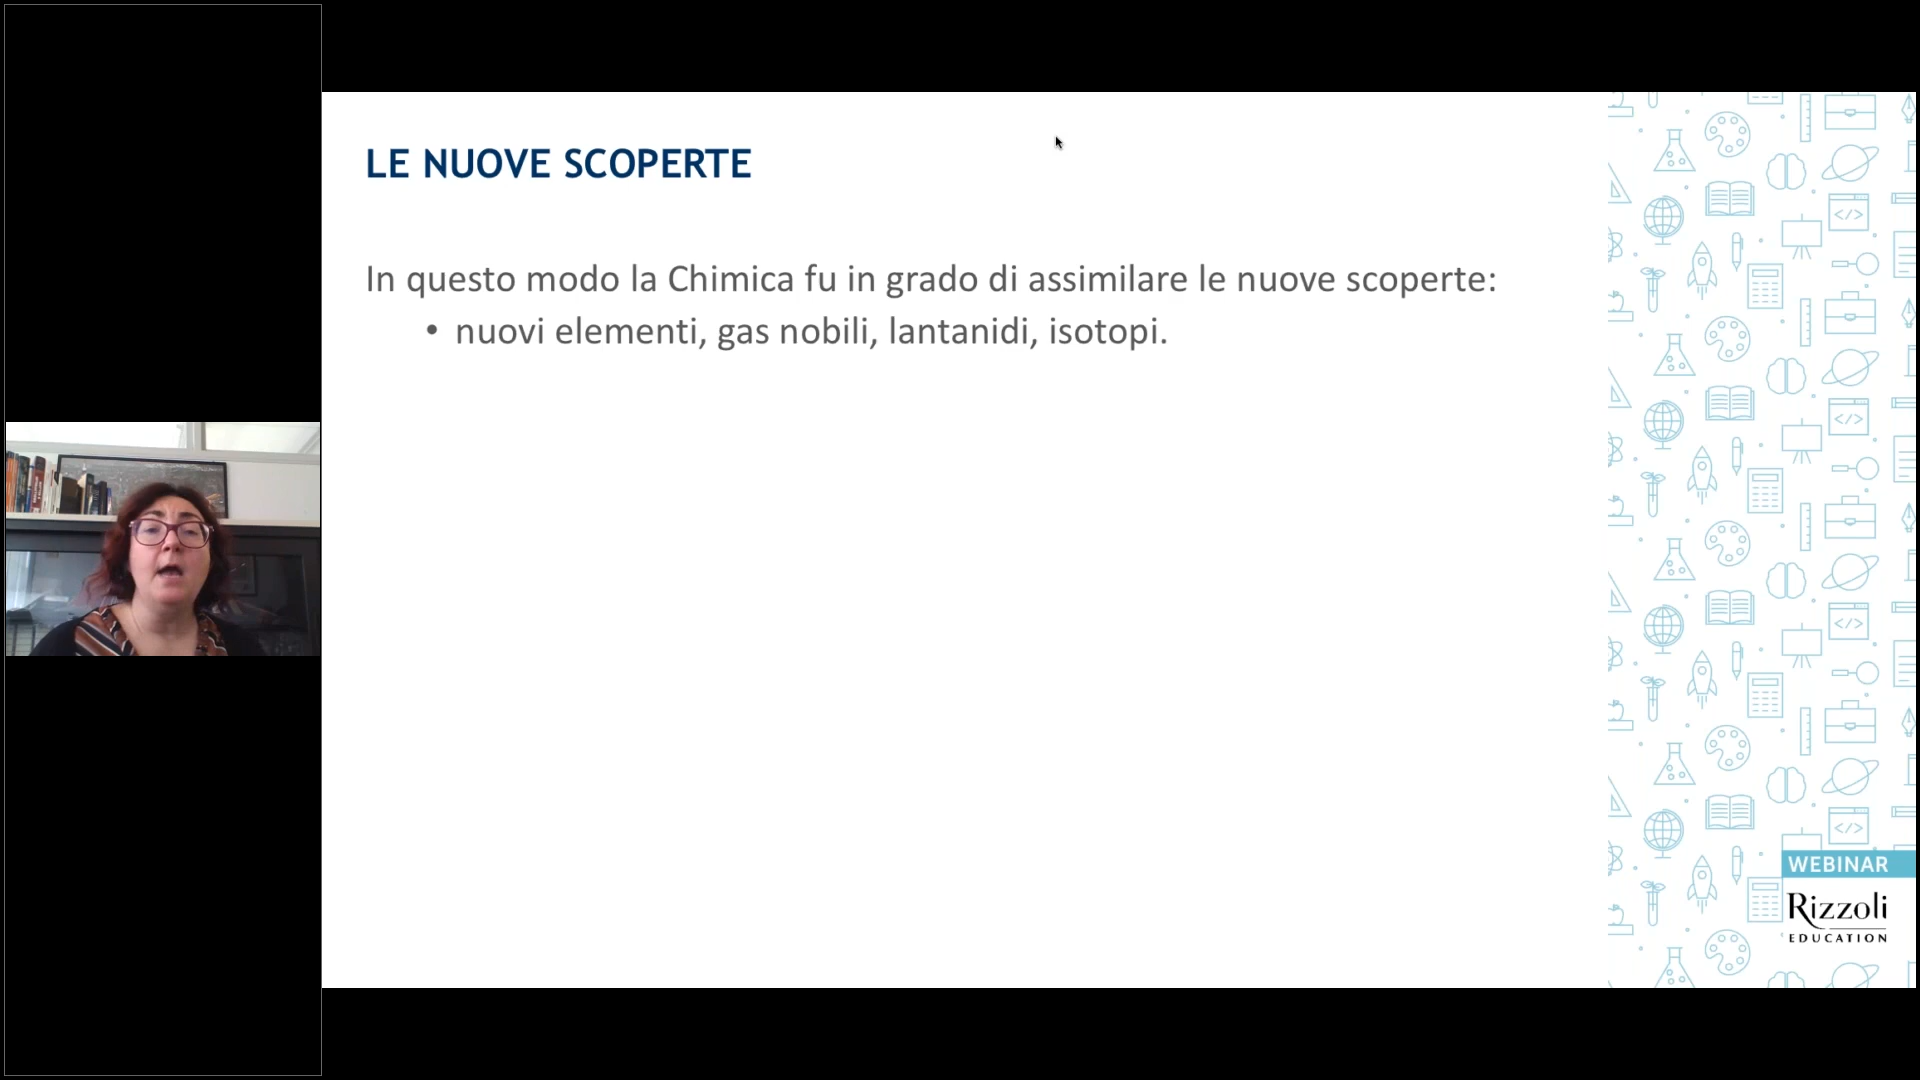 LE NUOVE SCOPERTE
In questo modo la Chimica fu in grado di assimilare le nuove scoperte:
• nuovi elementi, gas nobili, lantanidi, isotopi.
WEBINAR
Rizzoli
EDUCATION